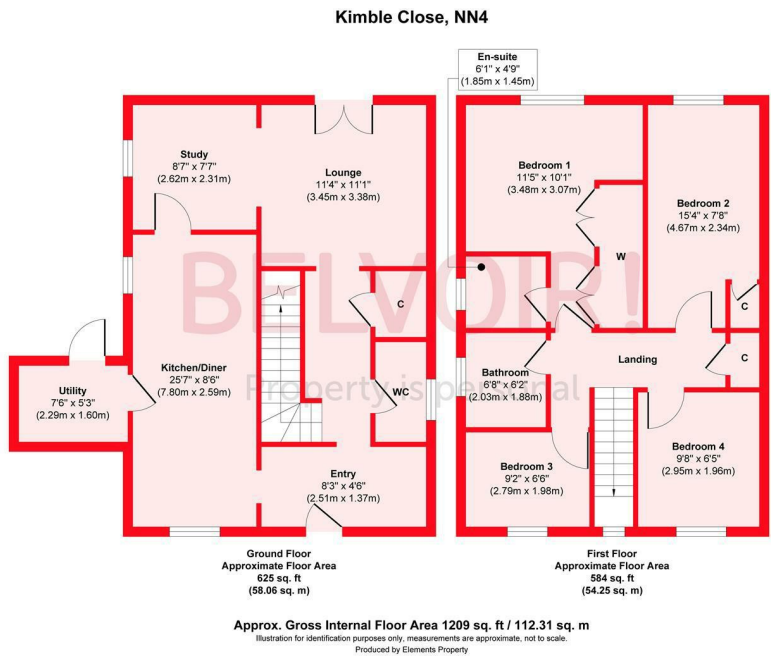 Kimble Close, NN4
En-suite
6'1" x 4'9"
(1.85m x 1.45m)
Study
8'7" x 7'7"
(2.62m x 2.31m)
Lounge
11'4" x 11'1"
(3.45m x 3.38m)
Bedroom 1
11'5" x 10'1"
(3.48m x 3.07m)
Bedroom 2
15'4" x 7'8"
(4.67m x 2.34m)
W
BELVOIR!
C
C
Kitchen/Diner
25'7" x 8'6"
(7.80m x 2.59m)
Landing
C
Property is personal
Utility
7'6" x 5'3"
(2.29m x 1.60m)
WC
Bathroom
6'8" x 6'2"
(2.03m x 1.88m)
Entry
8'3" x 4'6"
(2.51m x 1.37m)
Bedroom 3
9'2" x 6'6"
(2.79m x 1.98m)
Bedroom 4
9'8" x 6'5"
(2.95m x 1.96m)
Ground Floor
Approximate Floor Area
625 sq. ft
(58.06 sq. m)
First Floor
Approximate Floor Area
584 sq. ft
(54.25 sq. m)
Approx. Gross Internal Floor Area 1209 sq. ft / 112.31 sq. m
Illustration for identification purposes only, measurements are approximate, not to scale.
Produced by Elements Property